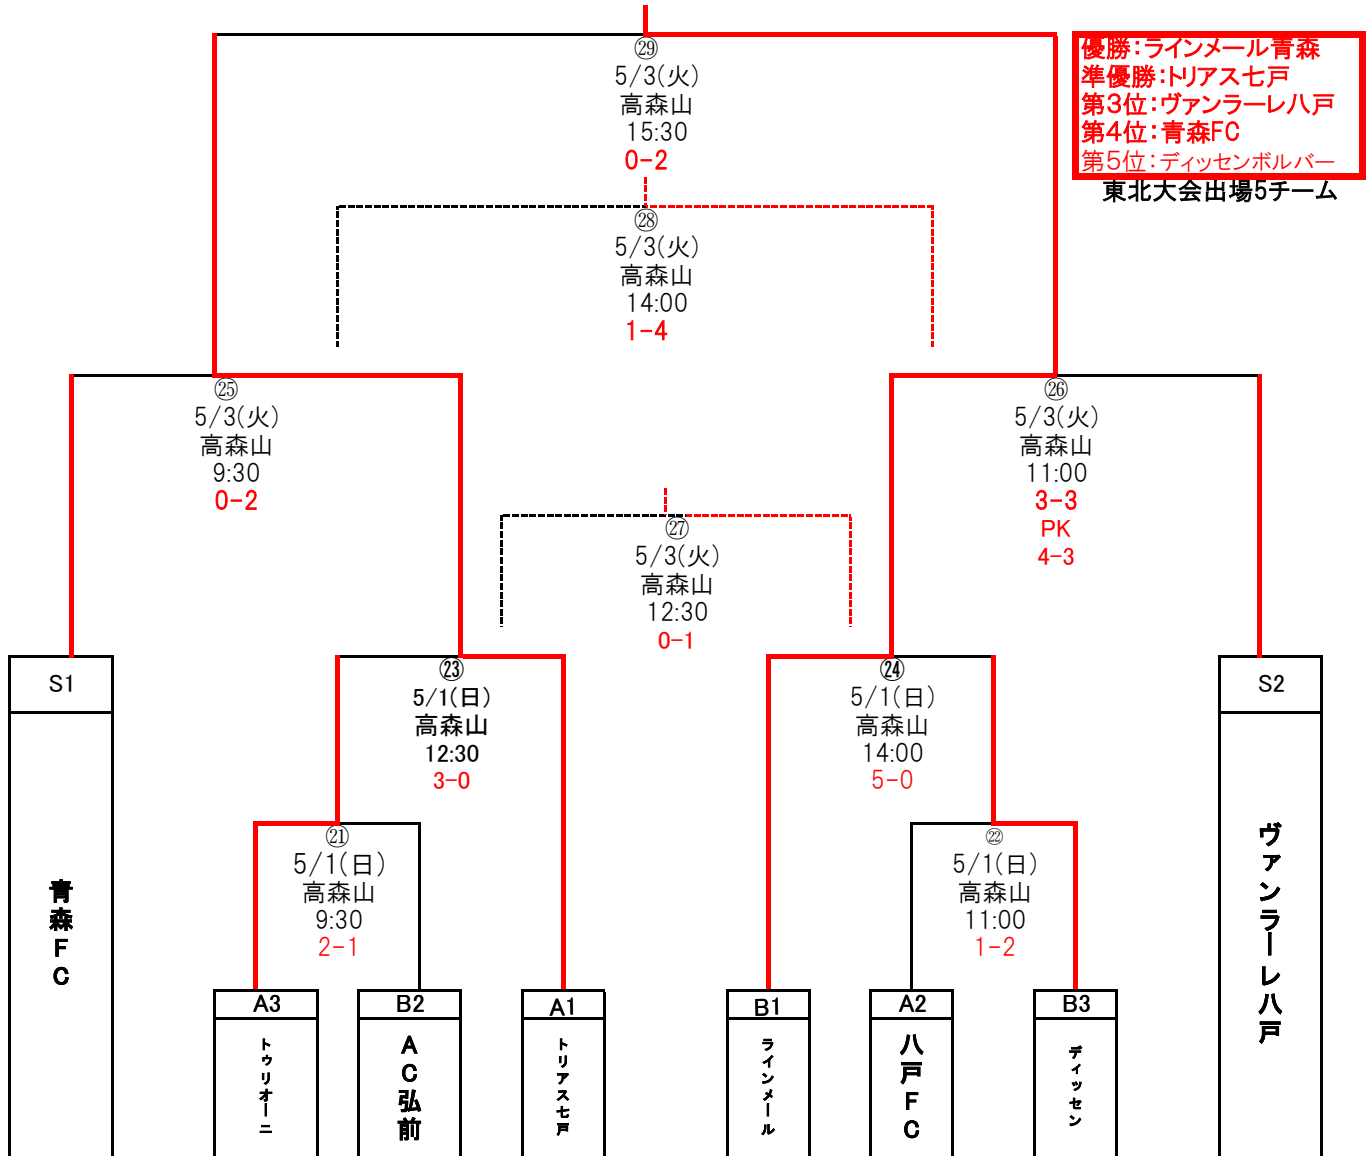 ㉙
5/3(火)
高森山
15:30
0-2
優勝:ラインメール青森
準優勝:トリアス七戸
第3位:ヴァンラーレ八戸
第4位:青森FC
第5位:ディッセンボルバー
東北大会出場5チーム
㉘
5/3(火)
高森山
14:00
1-4
㉕
5/3(火)
高森山
9:30
0-2
㉖
5/3(火)
高森山
11:00
3-3
PK
4-3
㉗
5/3(火)
高森山
12:30
0-1
㉓
5/1(日)
高森山
12:30
3-0
㉔
5/1(日)
高森山
14:00
5-0
㉑
5/1(日)
高森山
9:30
2-1
㉒
5/1(日)
高森山
11:00
1-2
S1
青森FC
A3
トゥリオーニ
B2
AC弘前
A1
トリアス七戸
B1
ラインメール
A2
八戸FC
B3
ディッセン
S2
ヴァンラーレ八戸